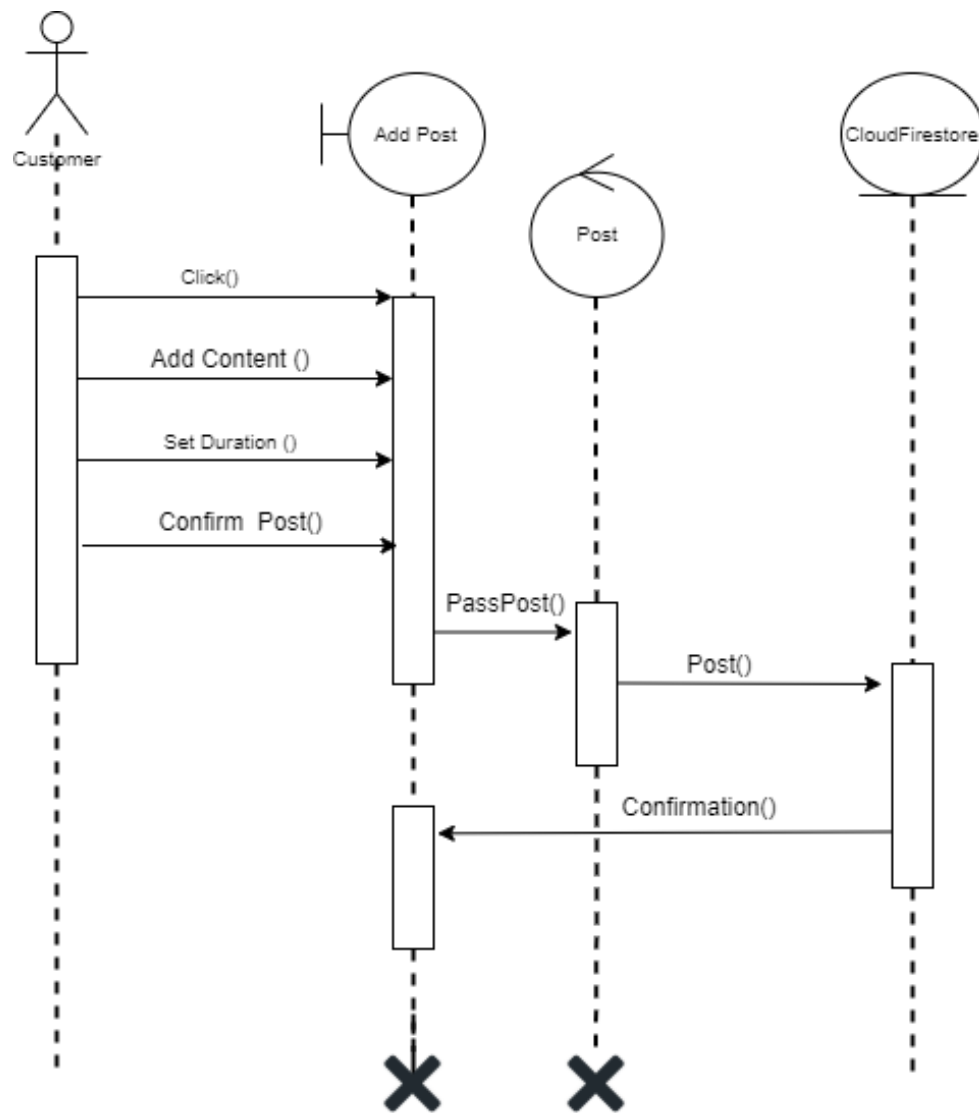 Customer
Add Post
CloudFirestore
Post
Click()
Add Content ()
Set Duration ()
Confirm  Post()
PassPost()
Post()
Confirmation()